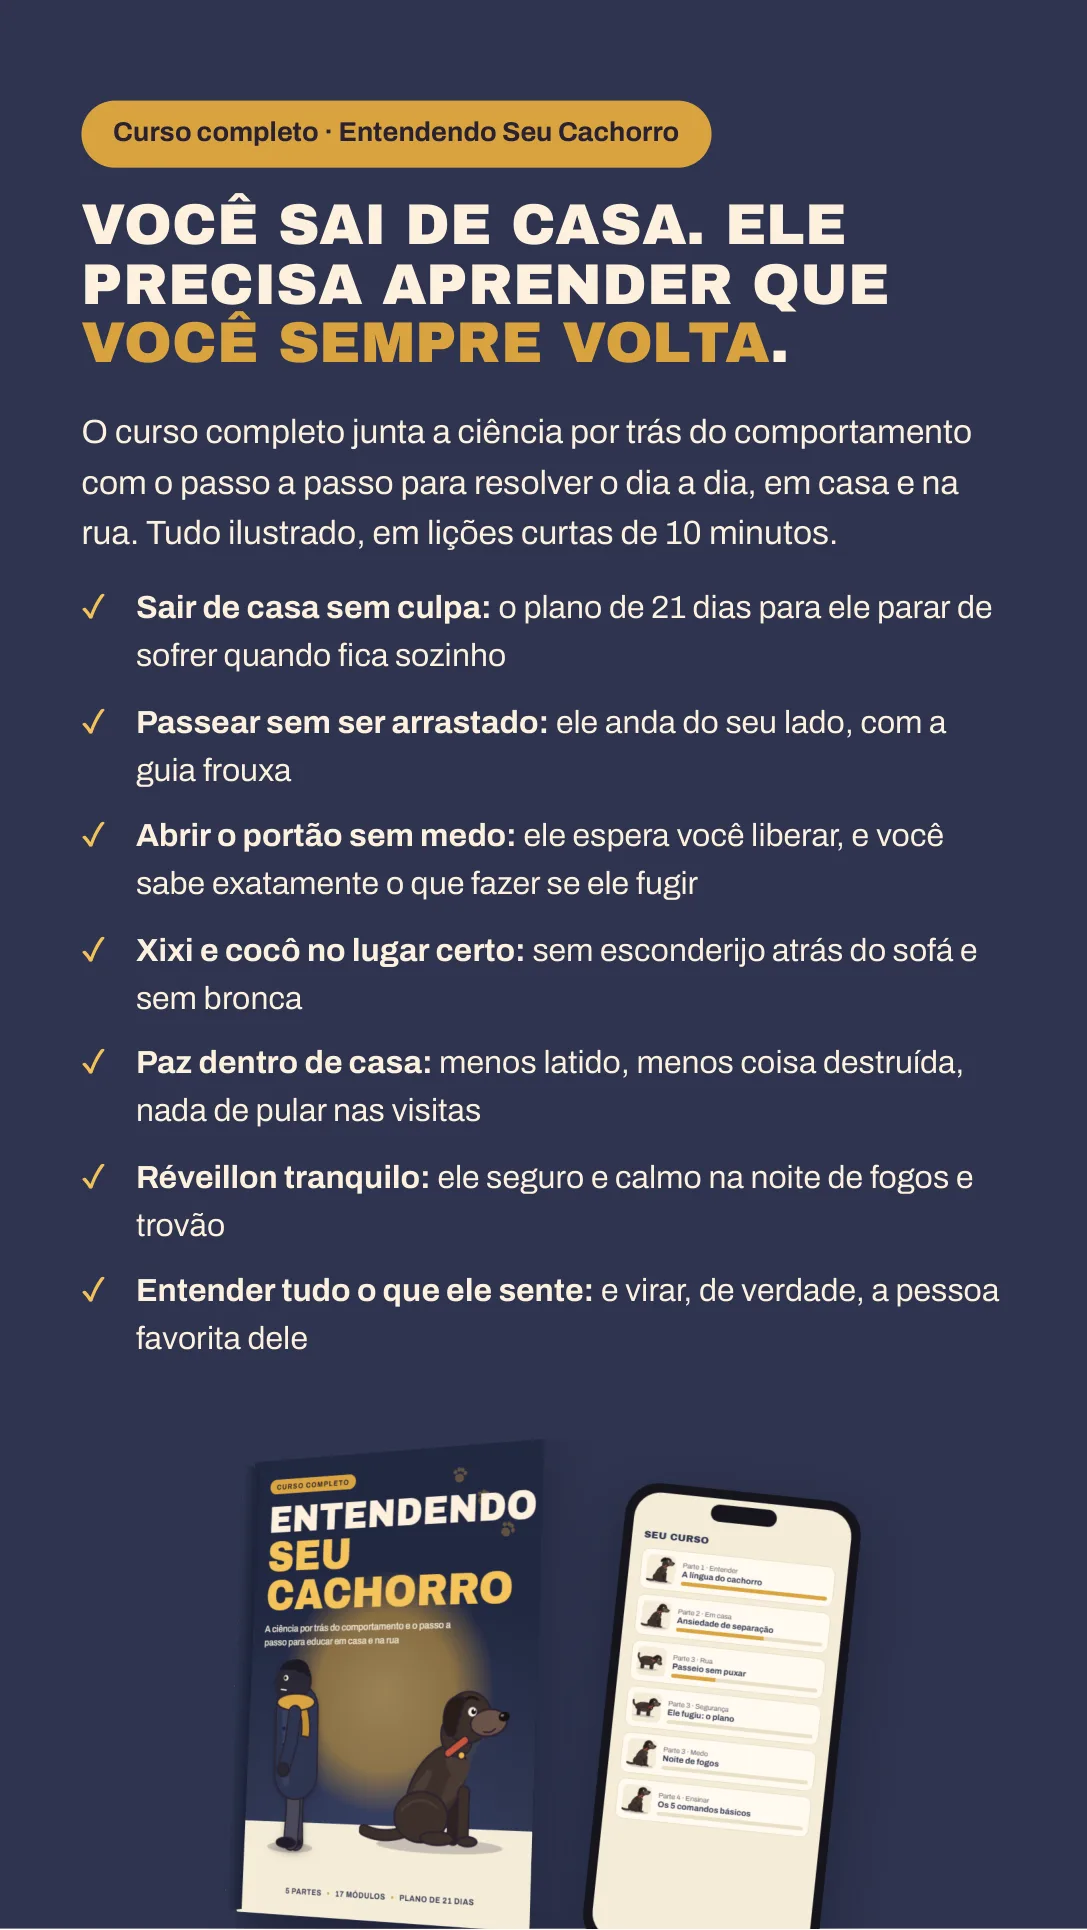 Curso completo · Entendendo Seu Cachorro
VOCÊ SAI DE CASA. ELE
PRECISA APRENDER QUE
VOCÊ SEMPRE VOLTA.
O curso completo junta a ciência por trás do comportamento
com o passo a passo para resolver o dia a dia, em casa e na
rua. Tudo ilustrado, em lições curtas de 10 minutos.
✓ Sair de casa sem culpa: o plano de 21 dias para ele parar de
sofrer quando fica sozinho
✓ Passear sem ser arrastado: ele anda do seu lado, com a
guia frouxa
✓ Abrir o portão sem medo: ele espera você liberar, e você
sabe exatamente o que fazer se ele fugir
✓ Xixi e cocô no lugar certo: sem esconderijo atrás do sofá e
sem bronca
✓ Paz dentro de casa: menos latido, menos coisa destruída,
nada de pular nas visitas
✓ Réveillon tranquilo: ele seguro e calmo na noite de fogos e
trovão
✓ Entender tudo o que ele sente: e virar, de verdade, a pessoa
favorita dele
CURSO COMPLETO
ENTENDENDO
SEU
CACHORRO
A ciência por trás do comportamento e o passo a
passo para educar em casa e na rua
5 PARTES • 17 MÓDULOS • PLANO DE 21 DIAS
SEU CURSO
Parte 1 · Entender
A língua do cachorro
Parte 2 · Em casa
Ansiedade de separação
Parte 3 · Rua
Passeio sem puxar
Parte 3 · Segurança
Ele fugiu: o plano
Parte 3 · Medo
Noite de fogos
Parte 4 · Ensinar
Os 5 comandos básicos